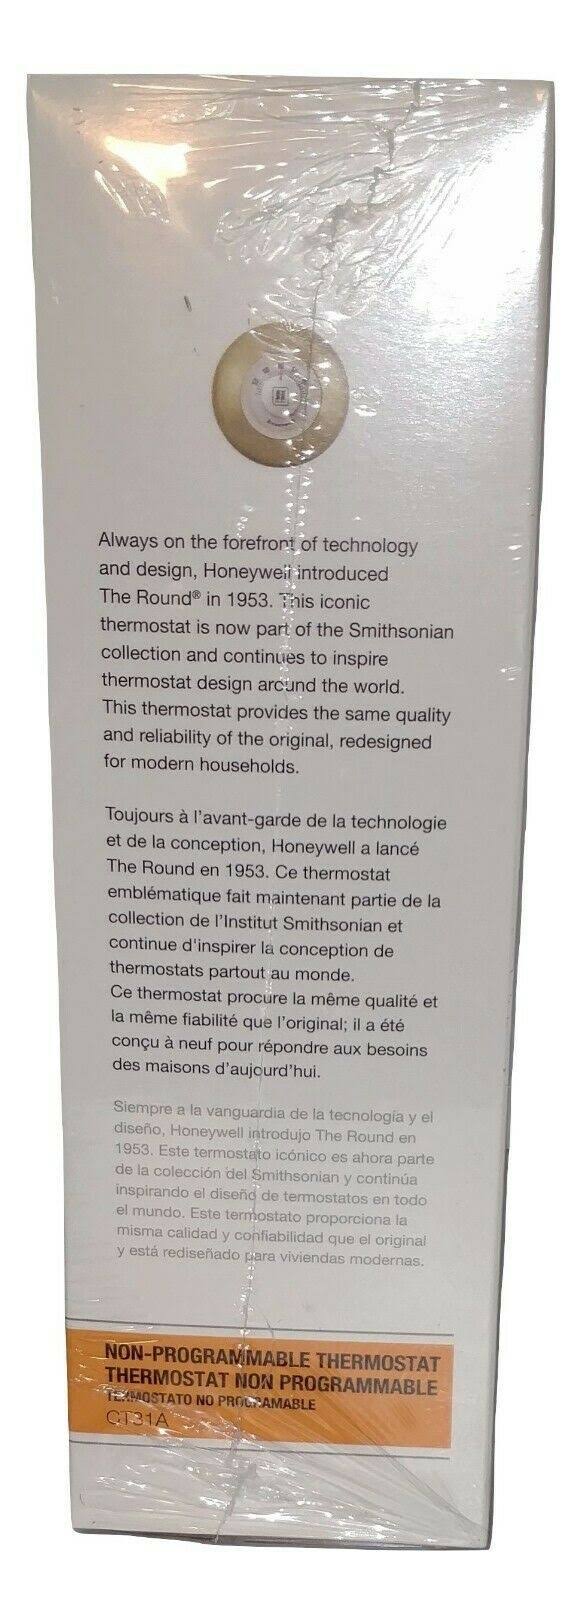 Always on the forefront of technology
and design, Honeywell introduced
The Round® in 1953. This iconic
thermostat is now part of the Smithsonian
collection and continues to inspire
thermostat design around the world.
This thermostat provides the same quality
and reliability of the original, redesigned
for modern households.
Toujours à l'avant-garde de la technologie
et de la conception, Honeywell a lancé
The Round en 1953. Ce thermostat
emblématique fait maintenant partie de la
collection de l'Institut Smithsonian et
continue d'inspirer la conception de
thermostats partout au monde.
Ce thermostat procure la même qualité et
la même fiabilité que l'original; il a été
conçu à neuf pour répondre aux besoins
des maisons d'aujourd'hui.
Siempre a la vanguardia de la tecnología y el
diseño, Honeywell introdujo The Round en
1953. Este termostato icónico es ahora parte
de la colección del Smithsonian y continúa
inspirando el diseño de termostatos en todo
el mundo. Este termostato proporciona la
misma calidad y confiabilidad que el original
y está rediseñado para viviendas modernas.
NON-PROGRAMMABLE THERMOSTAT
THERMOSTAT NON PROGRAMMABLE
TERMOSTATO NO PROGRAMABLE
CT31A